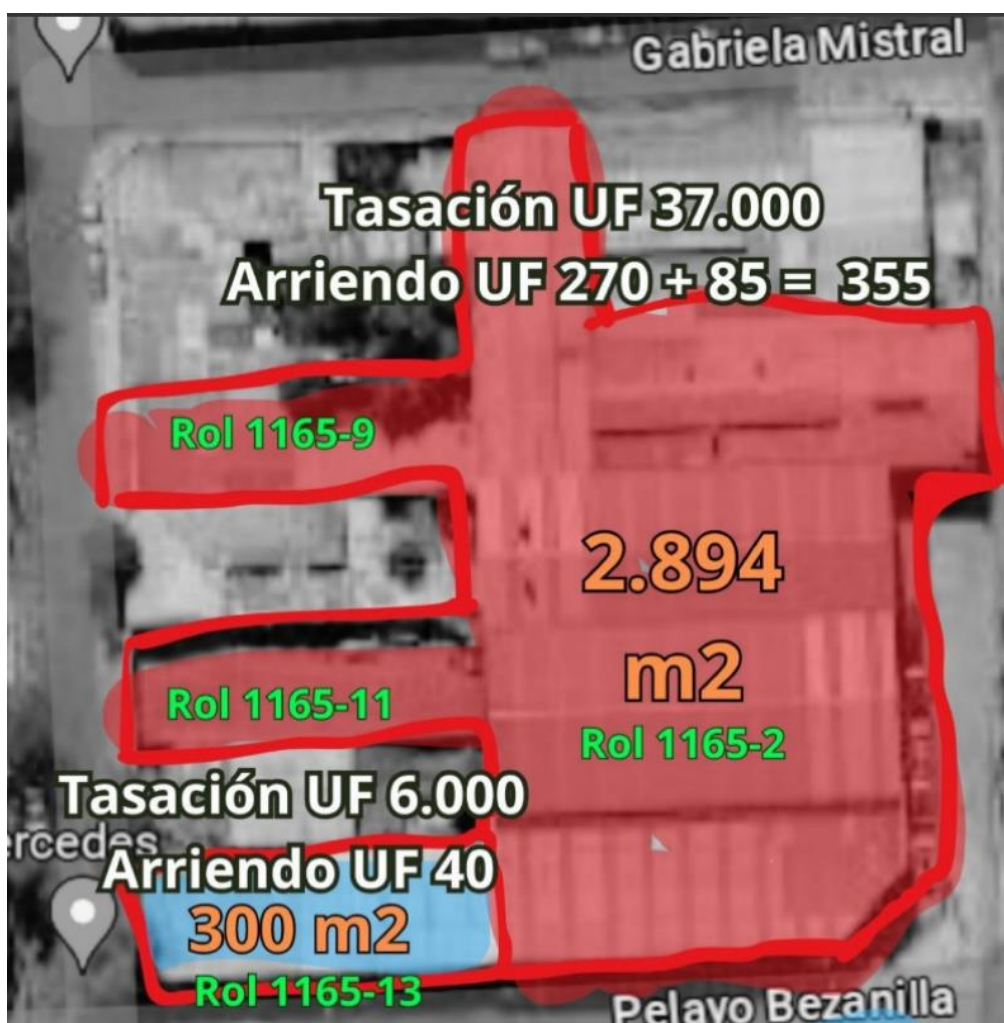 Gabriela Mistral
Tasación UF 37.000
Arriendo UF 270 + 85 = 355
Rol 1165-9
2.894
m2
Rol 1165-11
Rol 1165-2
Tasación UF 6.000
ercedes
Arriendo UF 40
300 m2
Rol 1165-13
Pelayo Bezanilla